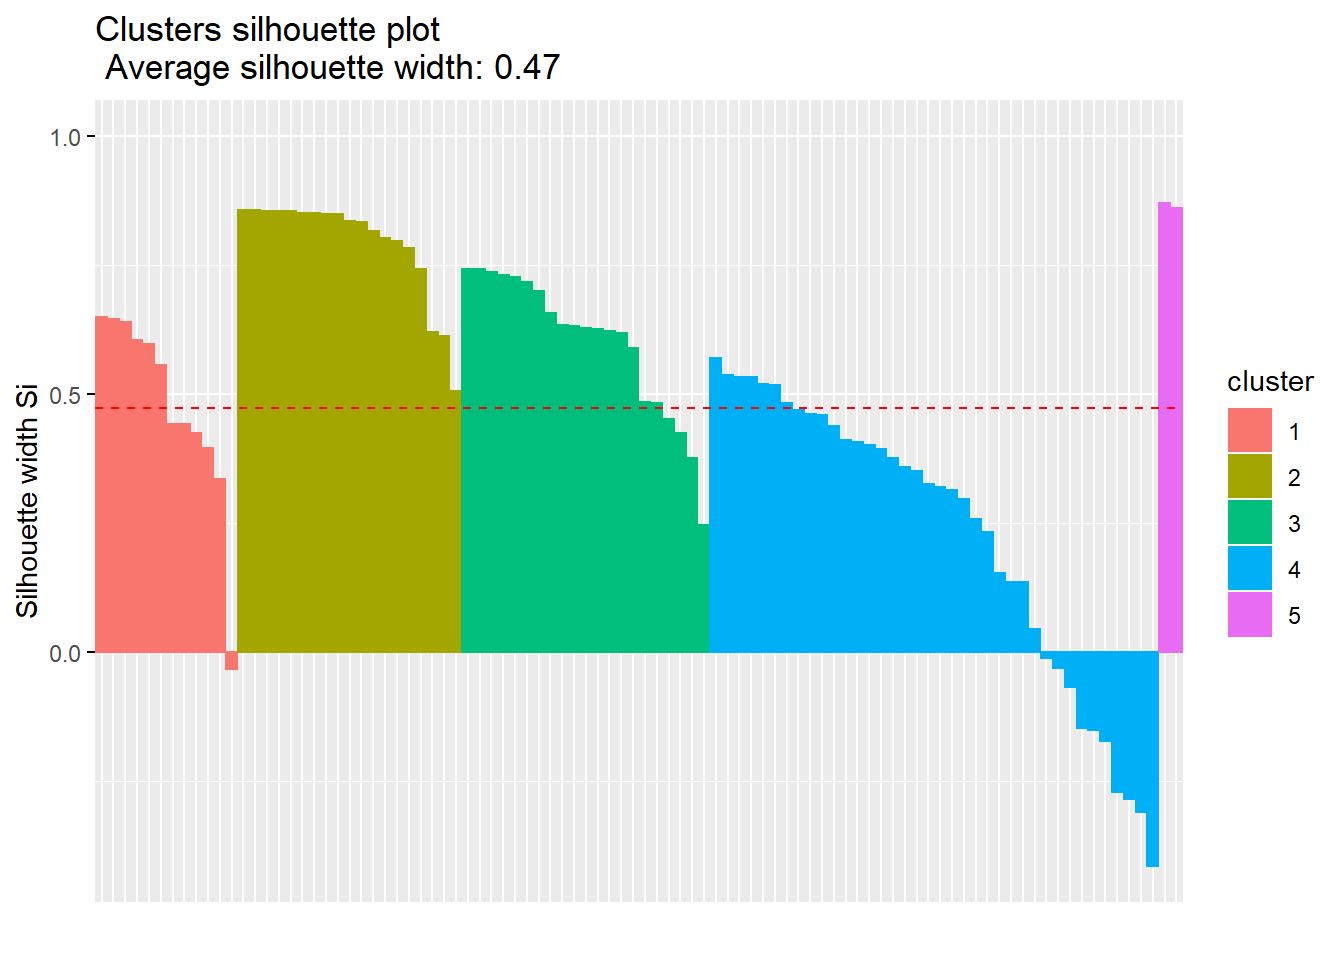 Clusters silhouette plot
Average silhouette width: 0.47
1.0
0.5
0.0
Silhouette width Si
cluster
1
2
3
4
5